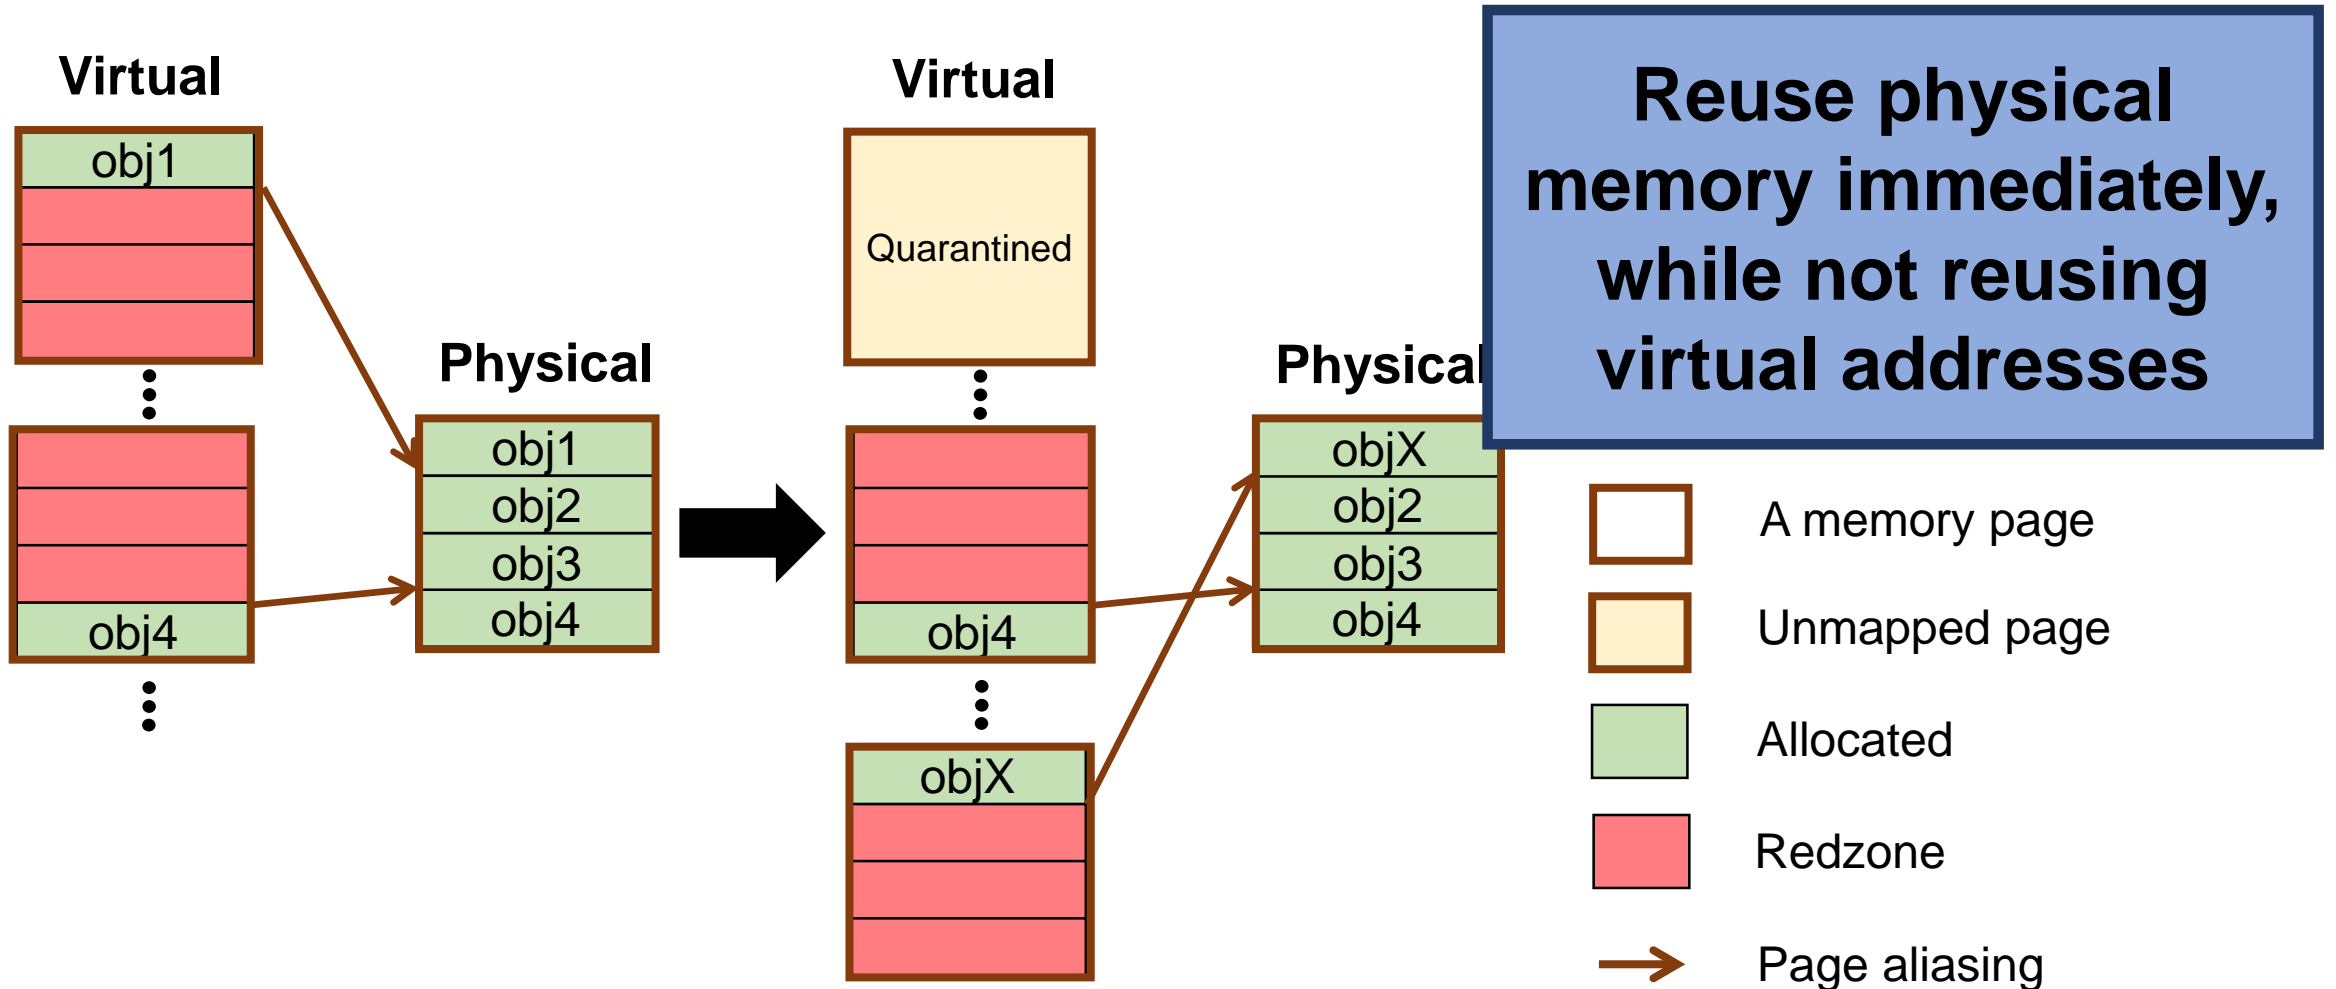 Virtual
obj1
obj4
Physical
obj1
obj2
obj3
obj4
Virtual
Quarantined
obj4
objX
Physical
objX
obj2
obj3
obj4
Reuse physical
memory immediately,
while not reusing
virtual addresses
A memory page
Unmapped page
Allocated
Redzone
Page aliasing